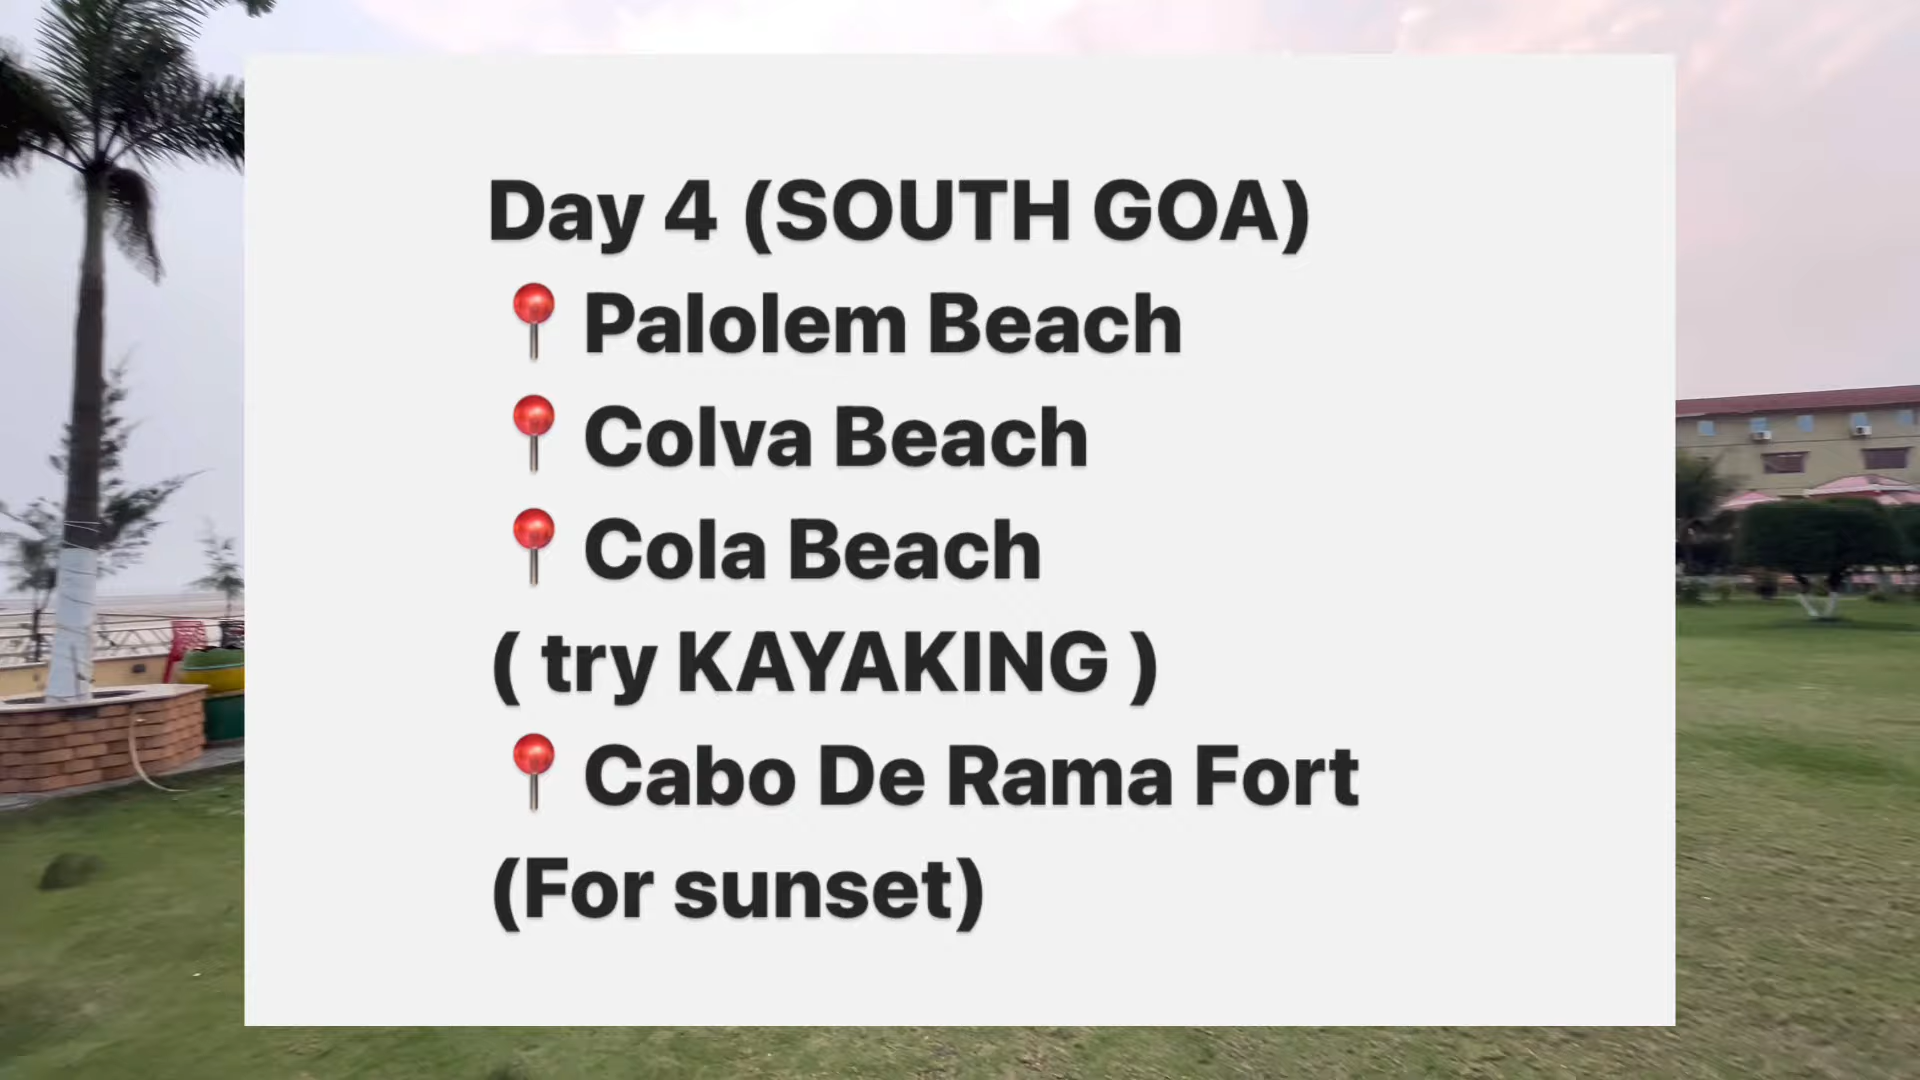 Day 4 (SOUTH GOA)
📍Palolem Beach
📍Colva Beach
📍Cola Beach
( try KAYAKING )
📍Cabo De Rama Fort
(For sunset)